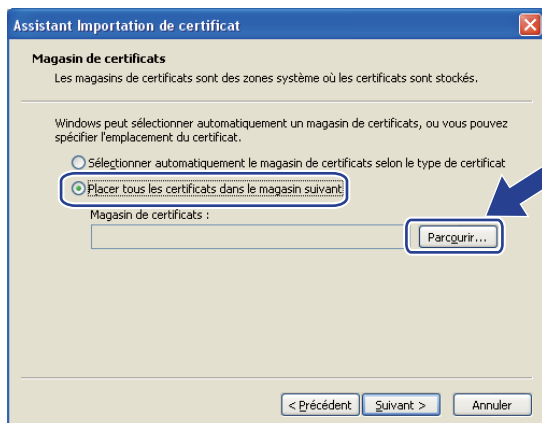 Assistant Importation de certificat
Magasin de certificats
Les magasins de certificats sont des zones système où les certificats sont stockés.
Windows peut sélectionner automatiquement un magasin de certificats, ou vous pouvez
spécifier l'emplacement du certificat.
Sélectionner automatiquement le magasin de certificats selon le type de certificat
Placer tous les certificats dans le magasin suivant
Magasin de certificats :
Parcourir...
< Précédent
Suivant >
Annuler